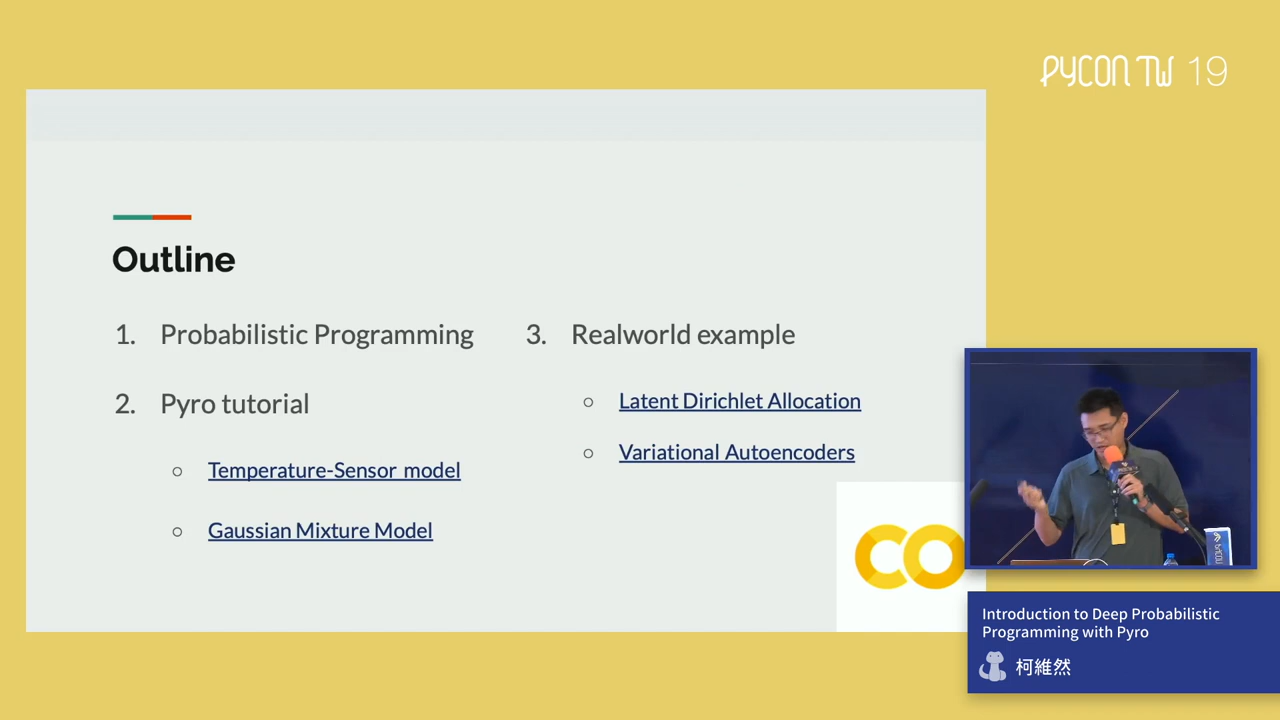 PYCON TW 19
Outline
1. Probabilistic Programming
2. Pyro tutorial
○ Temperature-Sensor model
○ Gaussian Mixture Model
3. Realworld example
○ Latent Dirichlet Allocation
○ Variational Autoencoders
CO
Introduction to Deep Probabilistic
Programming with Pyro
柯維然